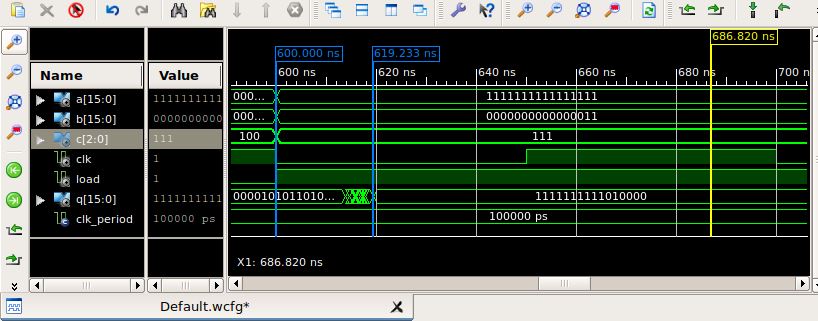 686.820 ns
600.000 ns 619.233 ns
Name Value
600 ns 620 ns 640 ns 660 ns 680 ns 700 n
a[15:0] 1111111111 000... 1111111111111111
b[15:0] 0000000000 000... 0000000000000011
c[2:0] 111 100 111
clk 1
load 1
q[15:0] 1111111111 0000101011010... 1111111111010000
clk_period 100000 ps 100000 ps
X1: 686.820 ns
Default.wcfg*